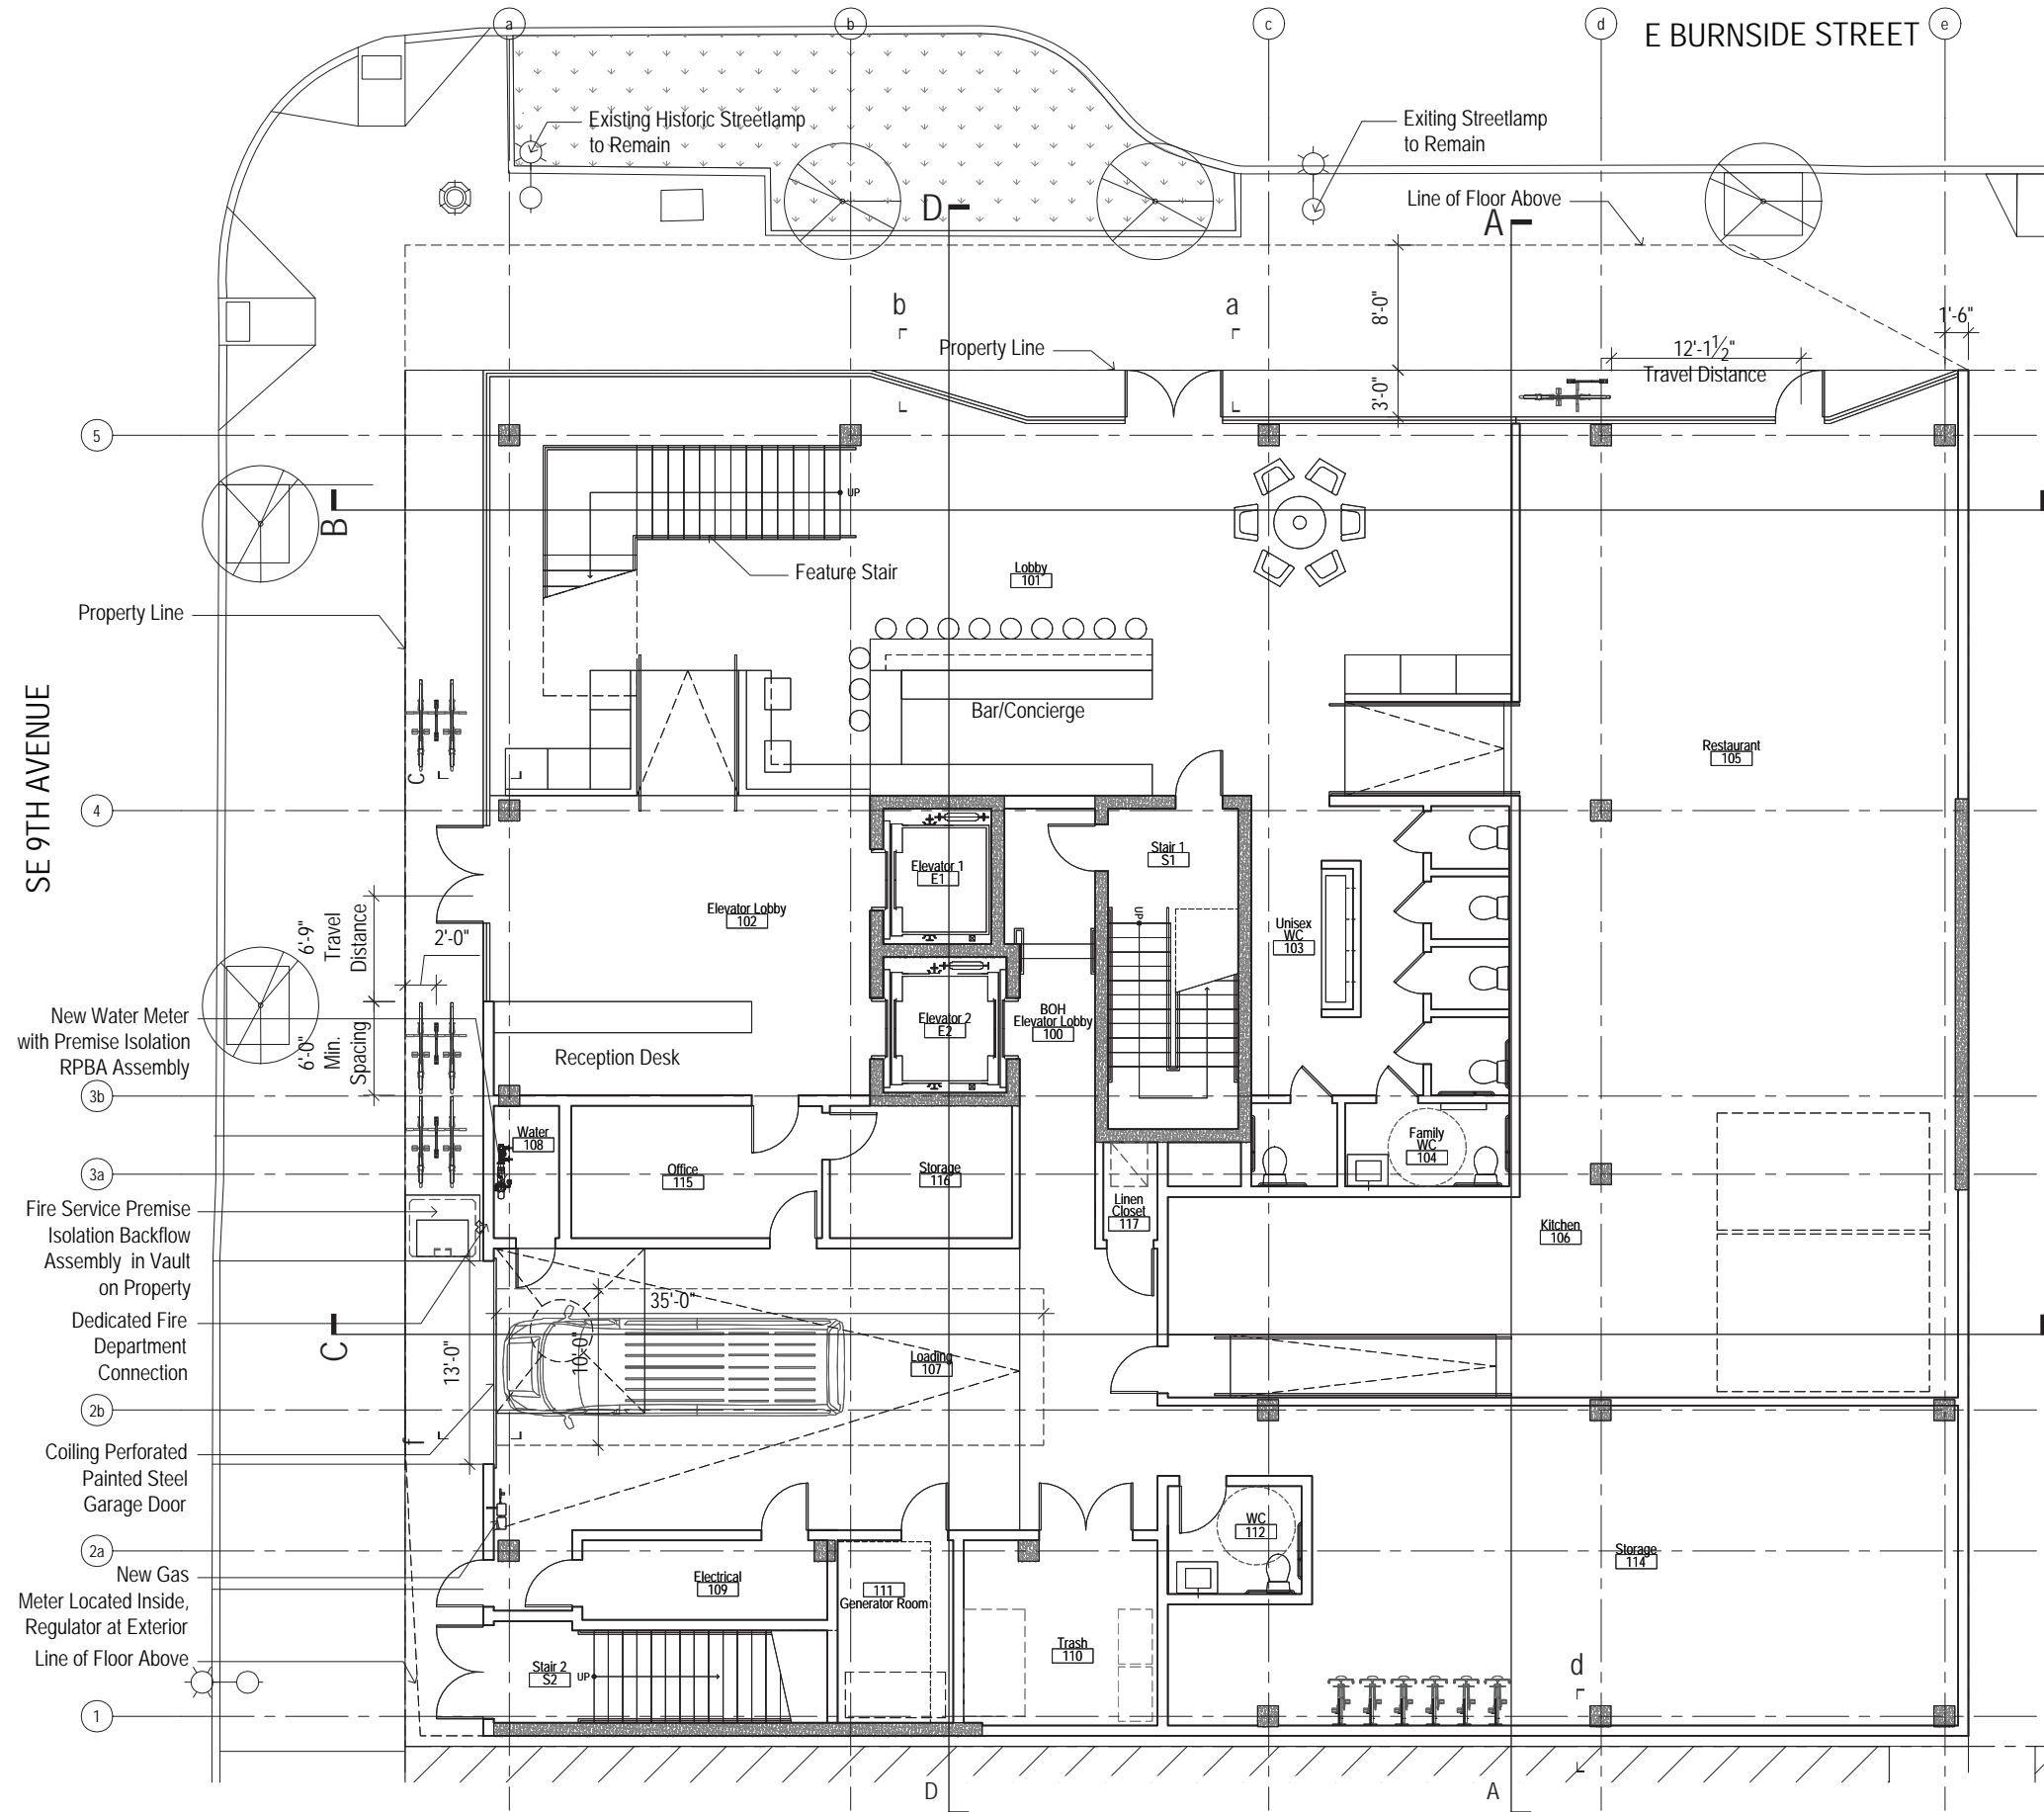 a
b
c
d
e
E BURNSIDE STREET
Existing Historic Streetlamp
to Remain
Exiting Streetlamp
to Remain
Line of Floor Above
D
A
b
a
8'-0"
1'-6"
Property Line
12'-1½"
Travel Distance
3'-0"
5
UP
B
Feature Stair
Lobby
101
Property Line
SE 9TH AVENUE
Bar/Concierge
Restaurant
105
c
4
Elevator 1
E1
Stair 1
S1
Elevator Lobby
102
UP
Unisex
WC
103
6'-9"
Travel
Distance
2'-0"
New Water Meter
with Premise Isolation
RPBA Assembly
6'-0"
Min.
Spacing
Reception Desk
Elevator 2
E2
BOH
Elevator Lobby
100
3b
Water
108
Family
WC
104
3a
Office
115
Storage
116
Linen
Closet
117
Kitchen
106
Fire Service Premise
Isolation Backflow
Assembly in Vault
on Property
35'-0"
Dedicated Fire
Department
Connection
C
13'-0"
10'-0"
Loading
107
2b
f
Coiling Perforated
Painted Steel
Garage Door
WC
112
2a
Storage
114
New Gas
Meter Located Inside,
Regulator at Exterior
Electrical
109
111
Generator Room
Line of Floor Above
Trash
110
Stair 2
S2
UP
d
1
D
A